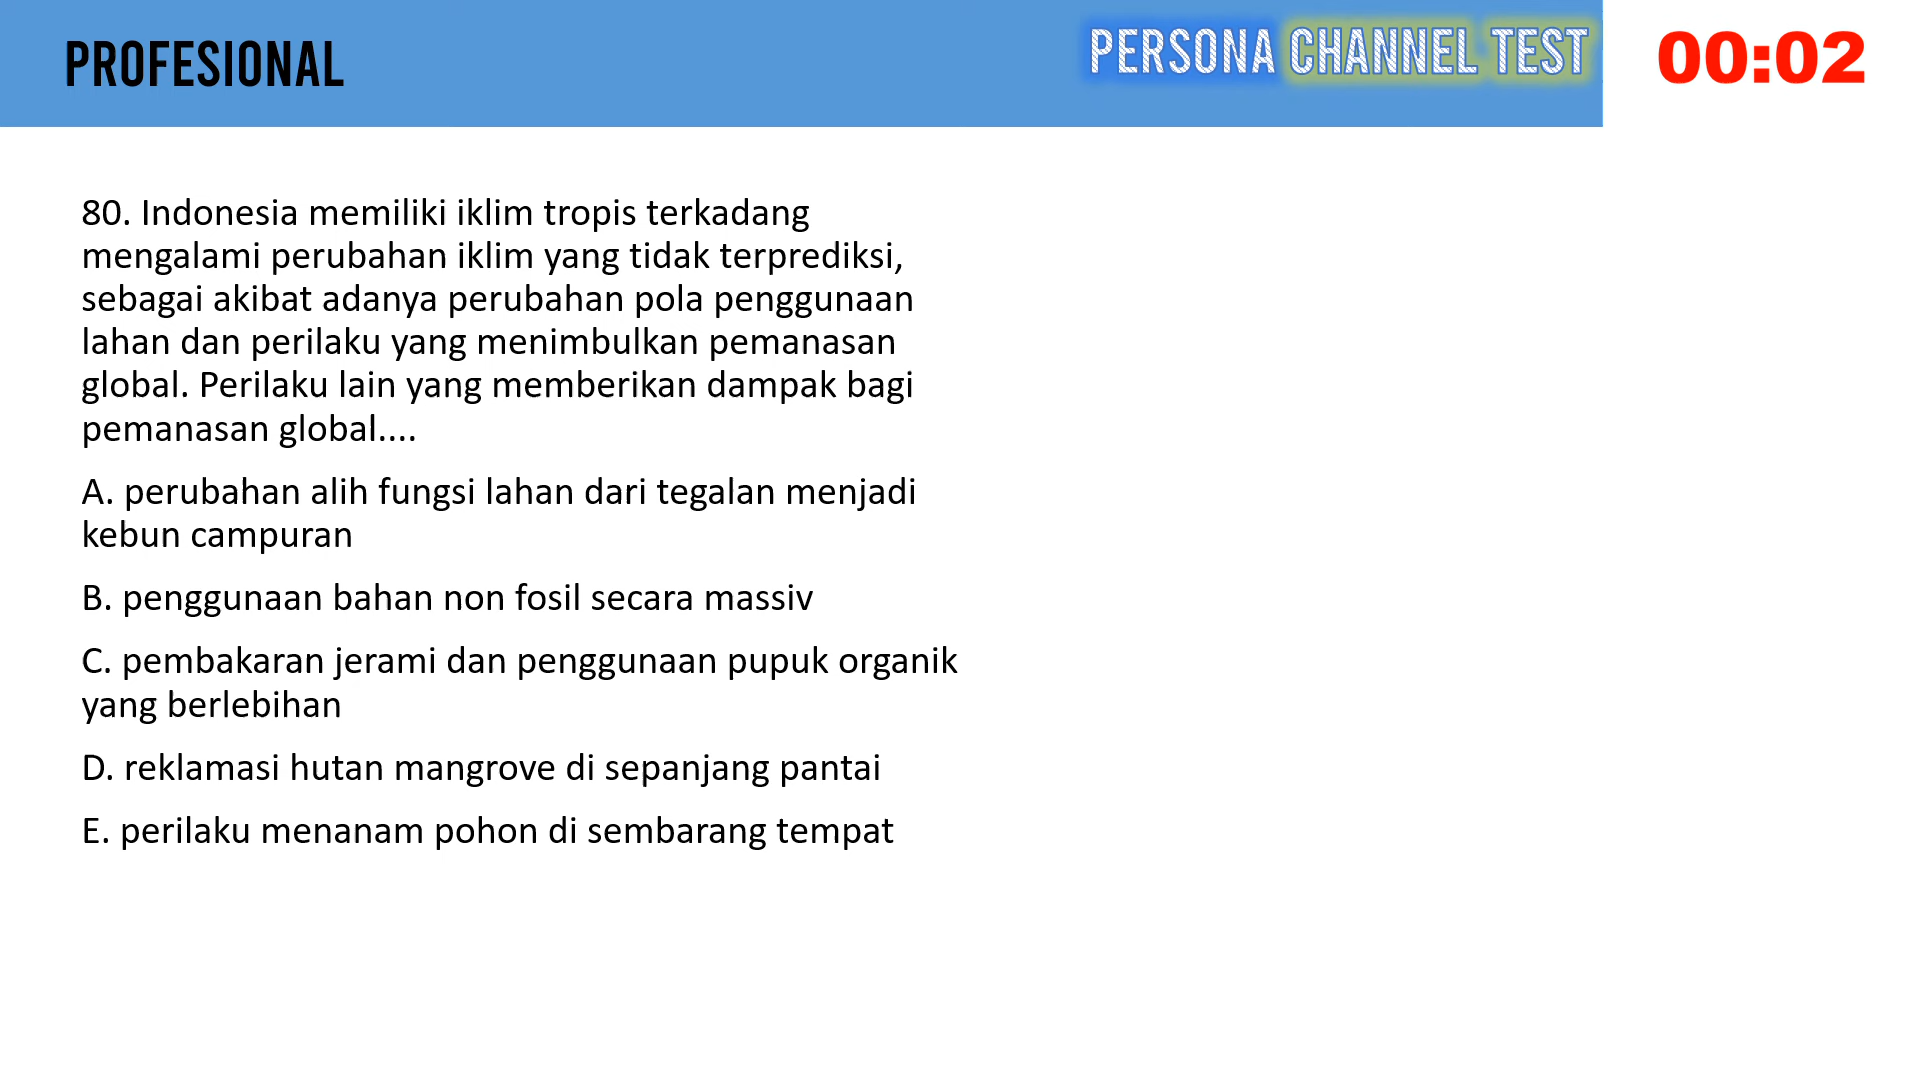 PROFESIONAL
PERSONA CHANNEL TEST
00:02
80. Indonesia memiliki iklim tropis terkadang
mengalami perubahan iklim yang tidak terprediksi,
sebagai akibat adanya perubahan pola penggunaan
lahan dan perilaku yang menimbulkan pemanasan
global. Perilaku lain yang memberikan dampak bagi
pemanasan global....
A. perubahan alih fungsi lahan dari tegalan menjadi
kebun campuran
B. penggunaan bahan non fosil secara massiv
C. pembakaran jerami dan penggunaan pupuk organik
yang berlebihan
D. reklamasi hutan mangrove di sepanjang pantai
E. perilaku menanam pohon di sembarang tempat